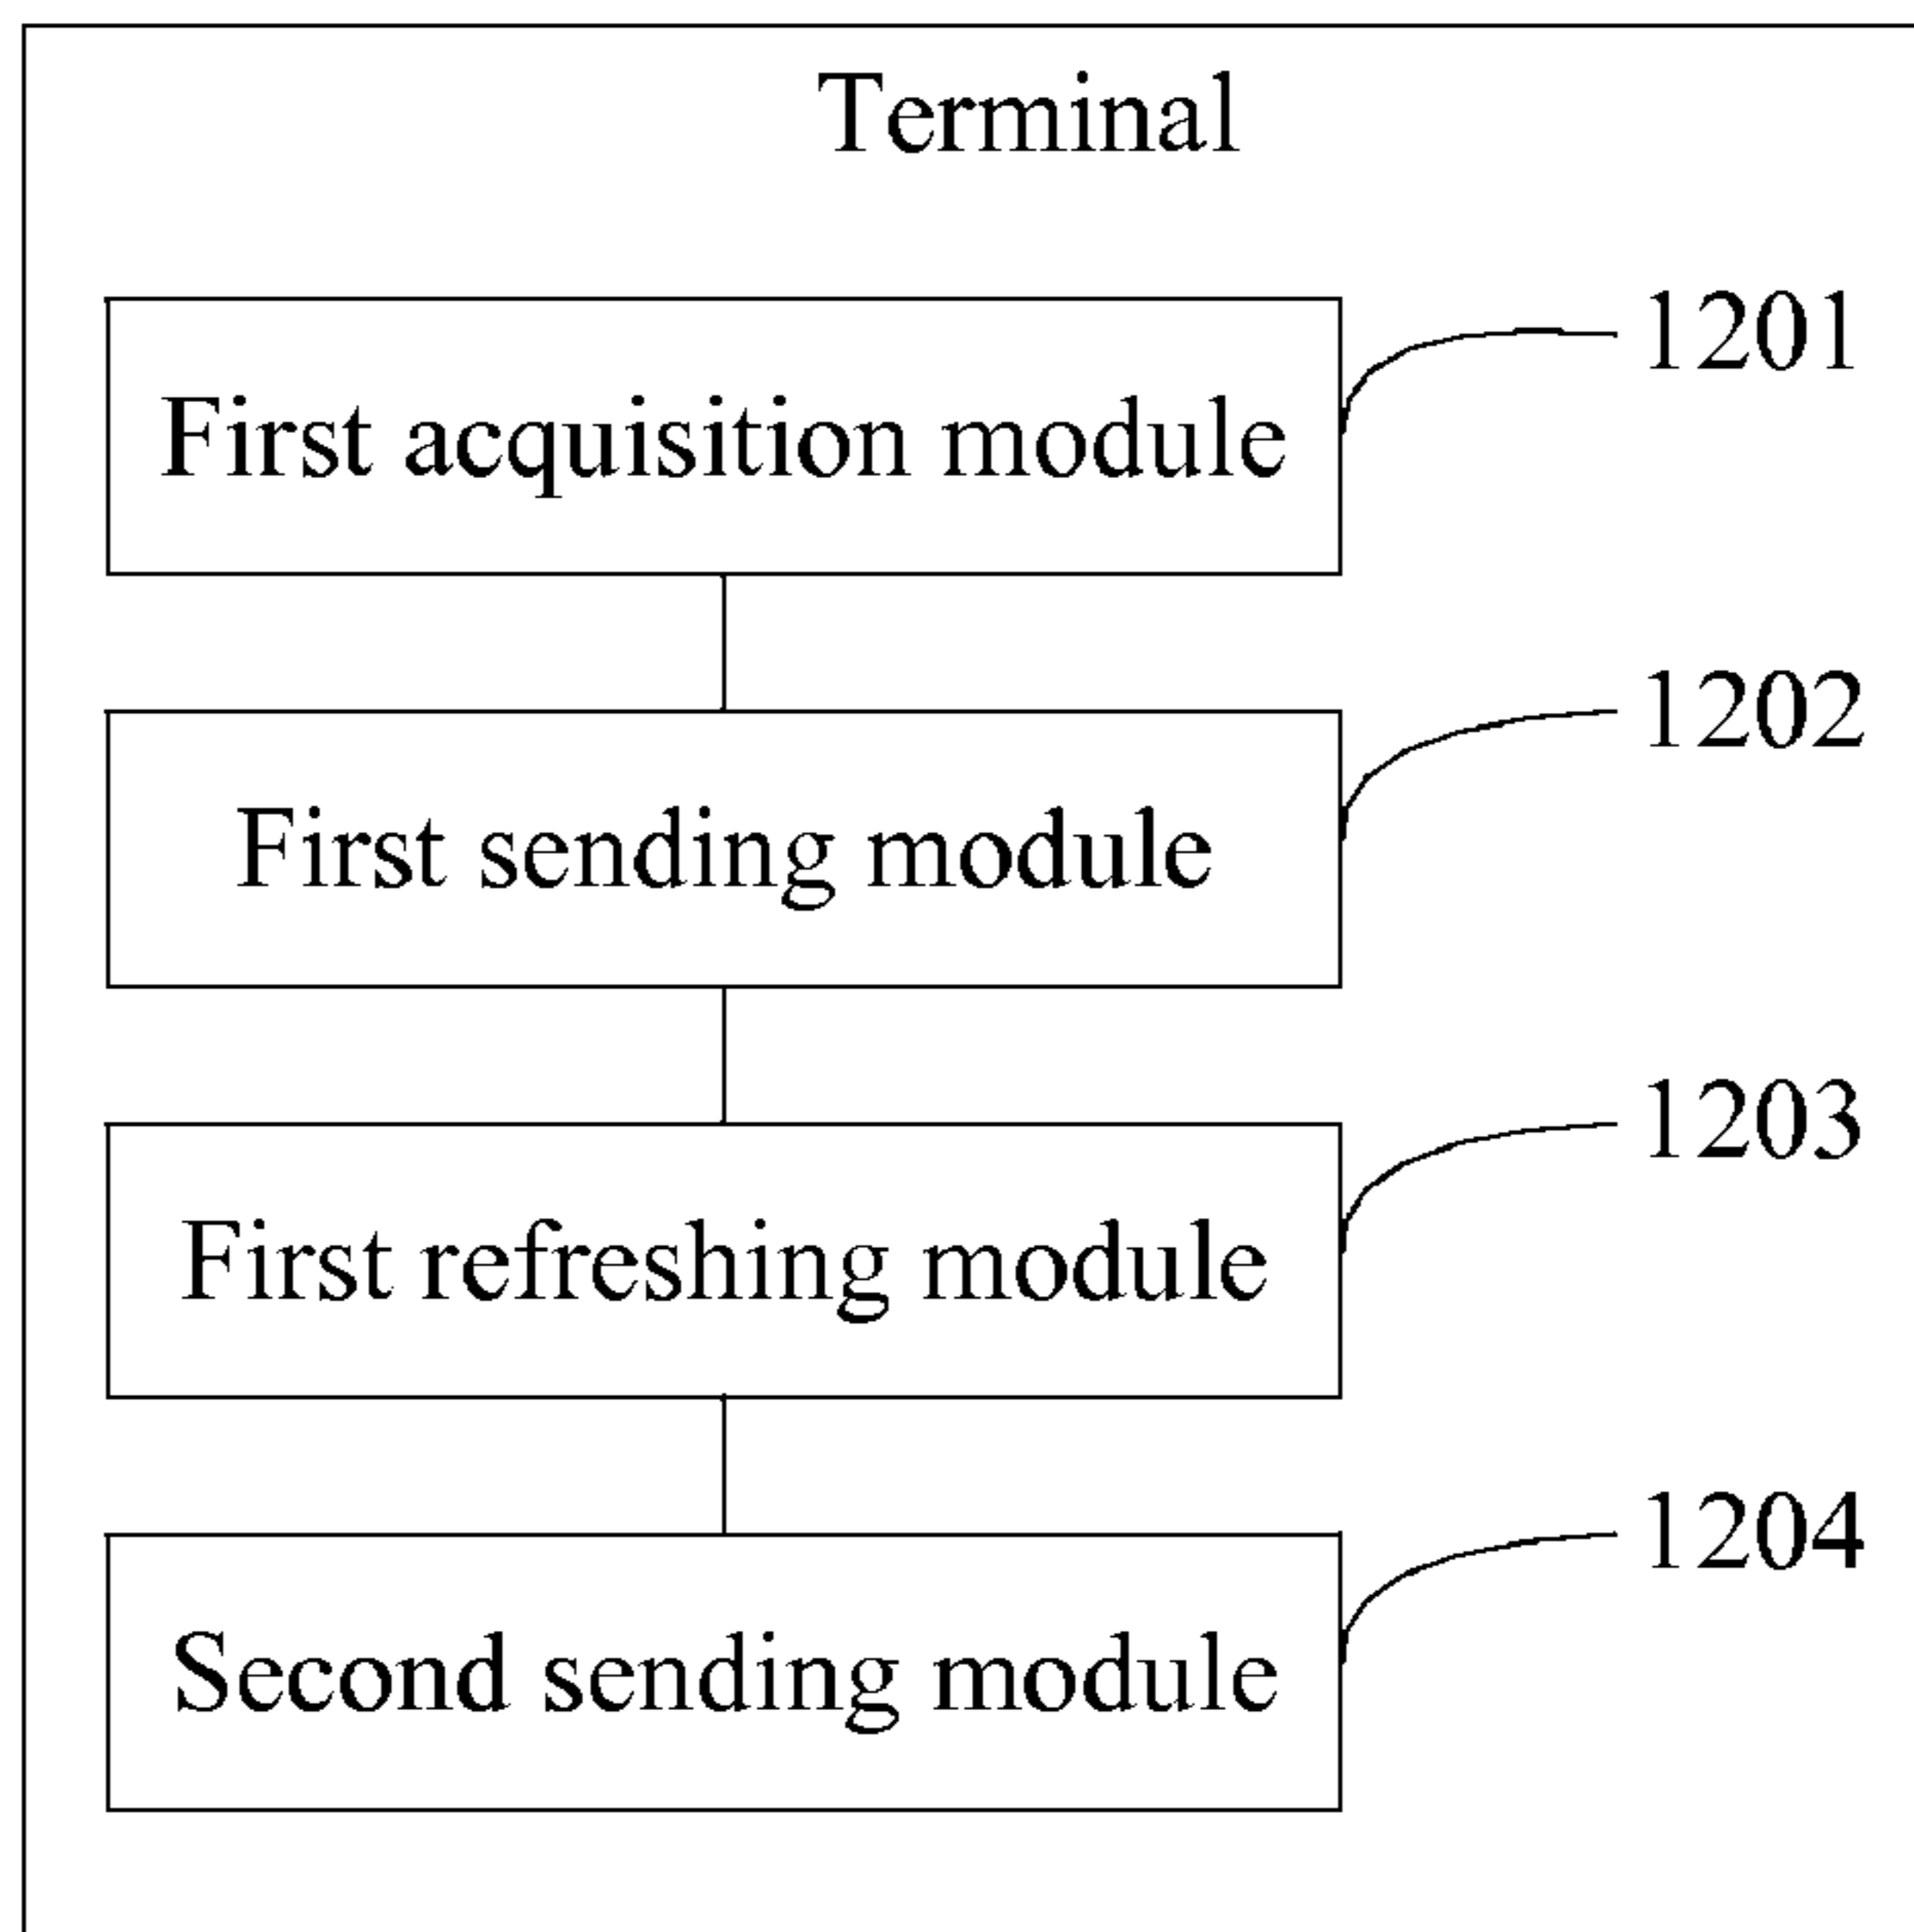 Terminal
First acquisition module
1201
First sending module
1202
First refreshing module
1203
Second sending module
1204